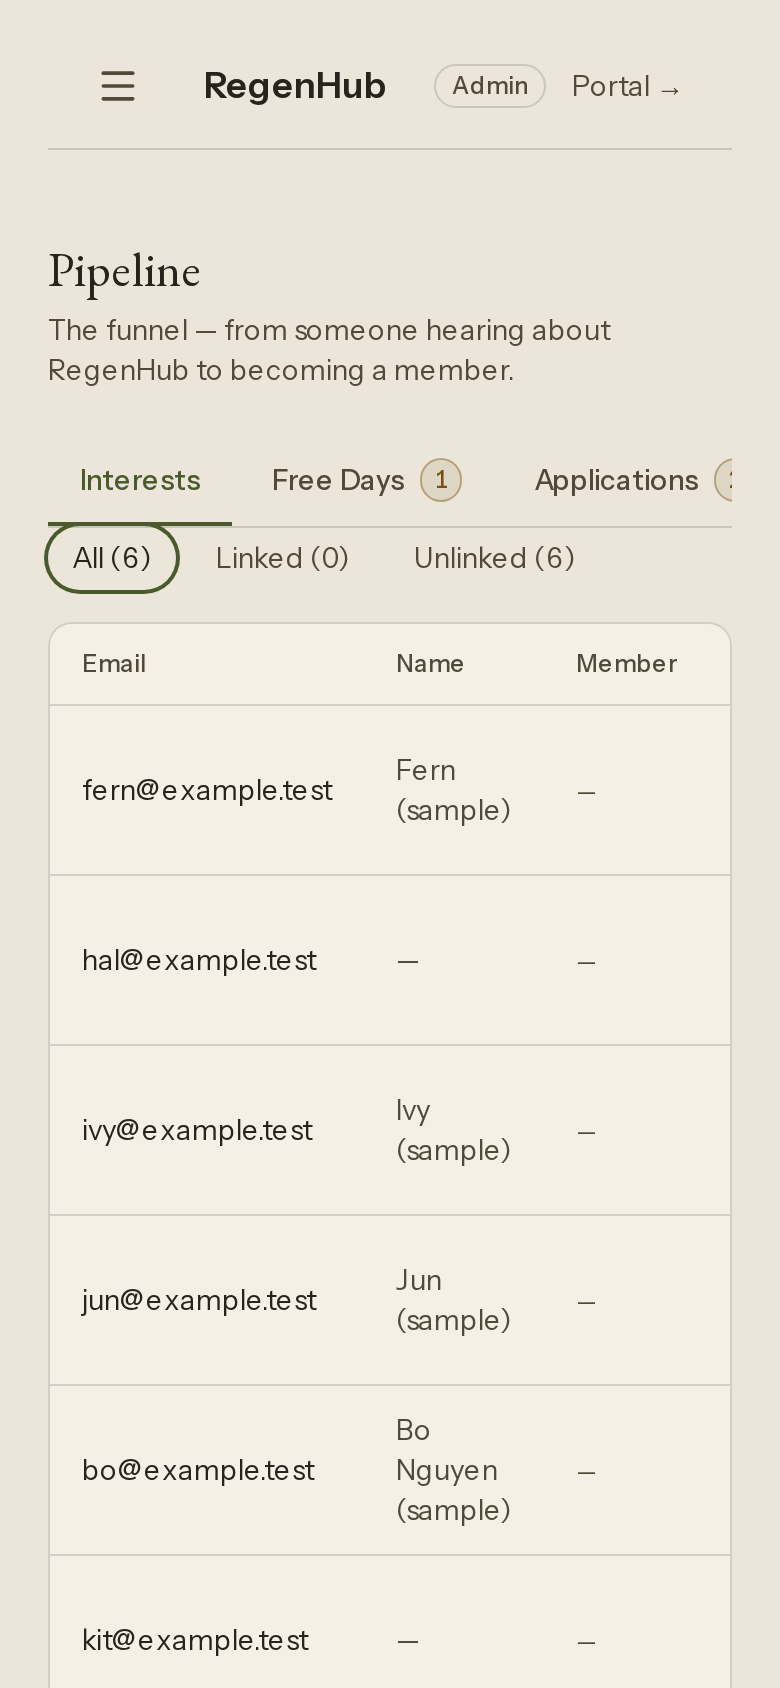 RegenHub Admin Portal →
Pipeline
The funnel — from someone hearing about
RegenHub to becoming a member.
Interests Free Days 1 Applications
All (6) Linked (0) Unlinked (6)
Email Name Member
fern@example.test Fern (sample) —
hal@example.test — —
ivy@example.test Ivy (sample) —
jun@example.test Jun (sample) —
bo@example.test Bo Nguyen (sample) —
kit@example.test — —